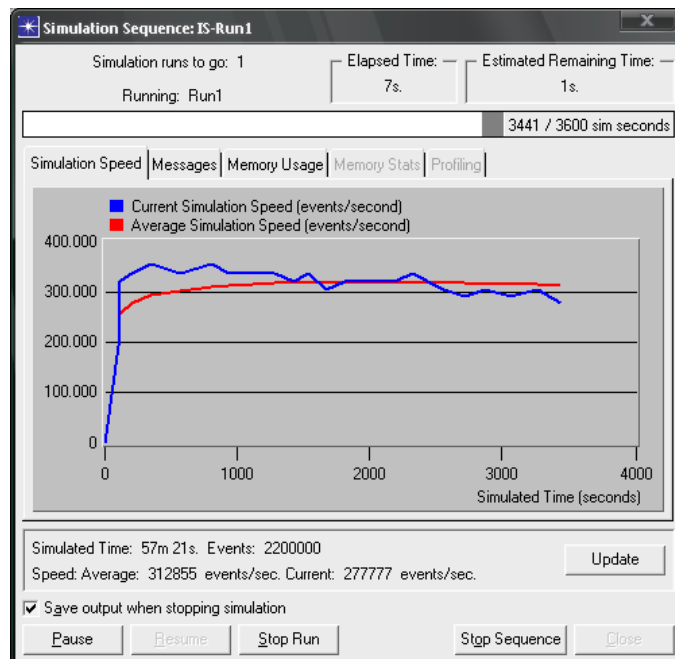 Simulation Sequence: IS-Run1
X
Simulation runs to go: 1
Running: Run1
Elapsed Time:
7s.
Estimated Remaining Time:
1s.
3441 / 3600 sim seconds
Simulation Speed Messages Memory Usage Memory Stats Profiling
Current Simulation Speed (events/second)
Average Simulation Speed (events/second)
400.000
300.000
200.000
100.000
0
0 1000 2000 3000 4000
Simulated Time (seconds)
Simulated Time: 57m 21s. Events: 2200000
Speed: Average: 312855 events/sec. Current: 277777 events/sec.
Update
Save output when stopping simulation
Pause Resume Stop Run Stop Sequence Close